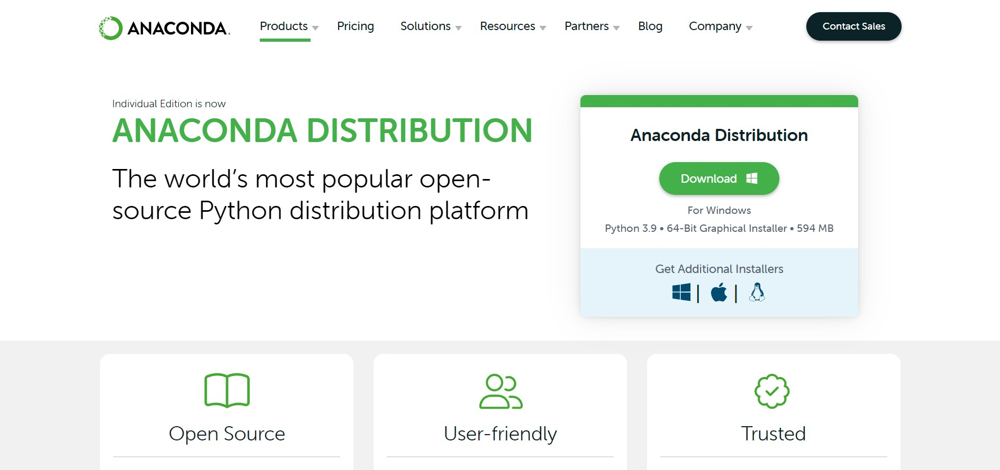 ANACONDA.
Products
Pricing
Solutions
Resources
Partners
Blog
Company
Contact Sales
Individual Edition is now
ANACONDA DISTRIBUTION
The world’s most popular open-
source Python distribution platform
Anaconda Distribution
Download
For Windows
Python 3.9 • 64-Bit Graphical Installer • 594 MB
Get Additional Installers
Open Source
User-friendly
Trusted